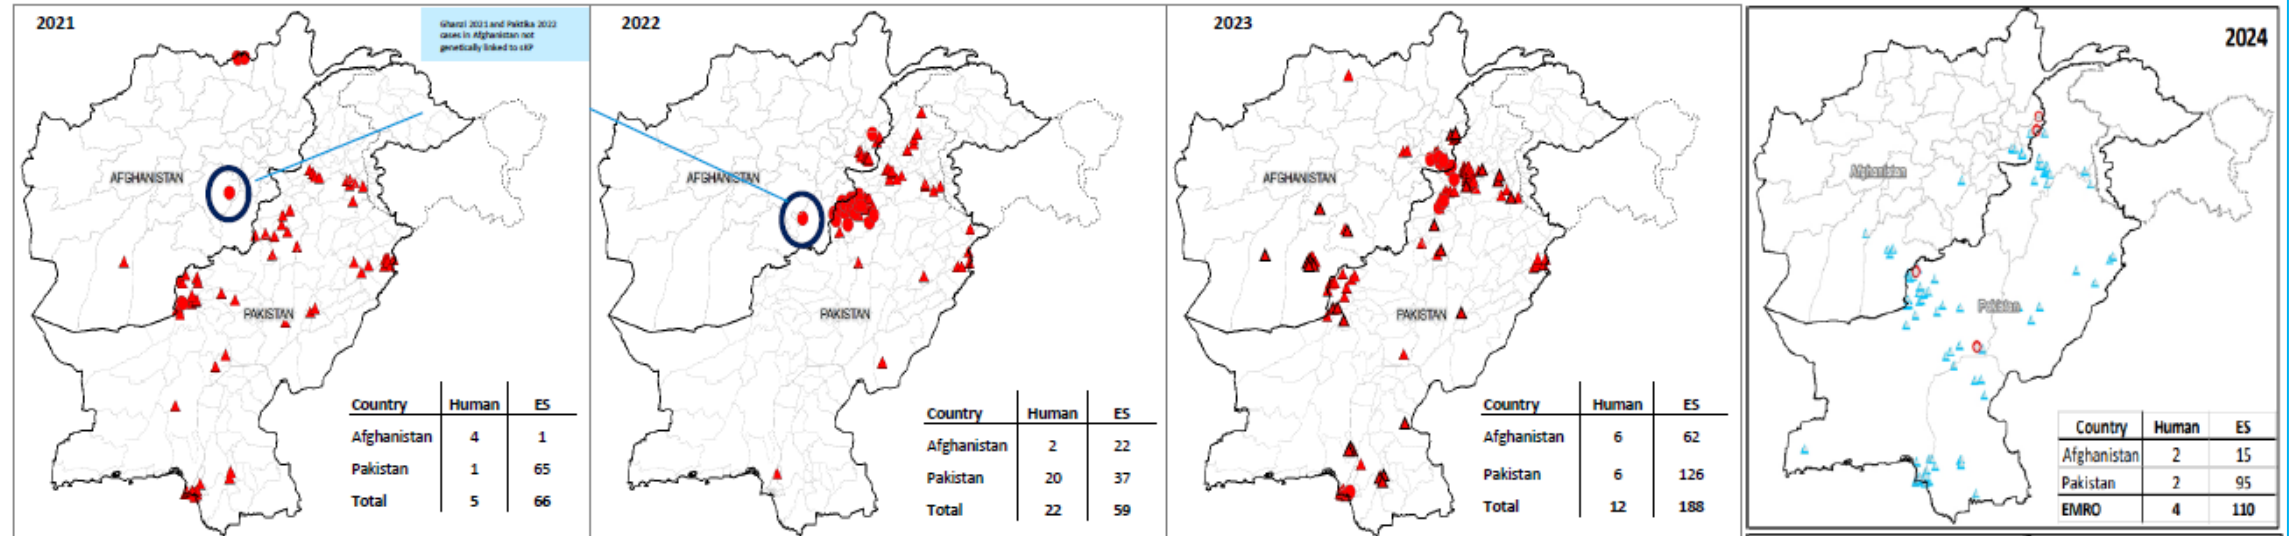 2021
Ghanzi 2021 and Paktika 2022
cases in Afghanistan not
genetically linked to sKP
AFGHANISTAN
PAKISTAN
Country Human ES
Afghanistan 4 1
Pakistan 1 65
Total 5 66
2022
AFGHANISTAN
PAKISTAN
Country Human ES
Afghanistan 2 22
Pakistan 20 37
Total 22 59
2023
AFGHANISTAN
PAKISTAN
Country Human ES
Afghanistan 6 62
Pakistan 6 126
Total 12 188
2024
Afghanistan
Pakistan
Country Human ES
Afghanistan 2 15
Pakistan 2 95
EMRO 4 110